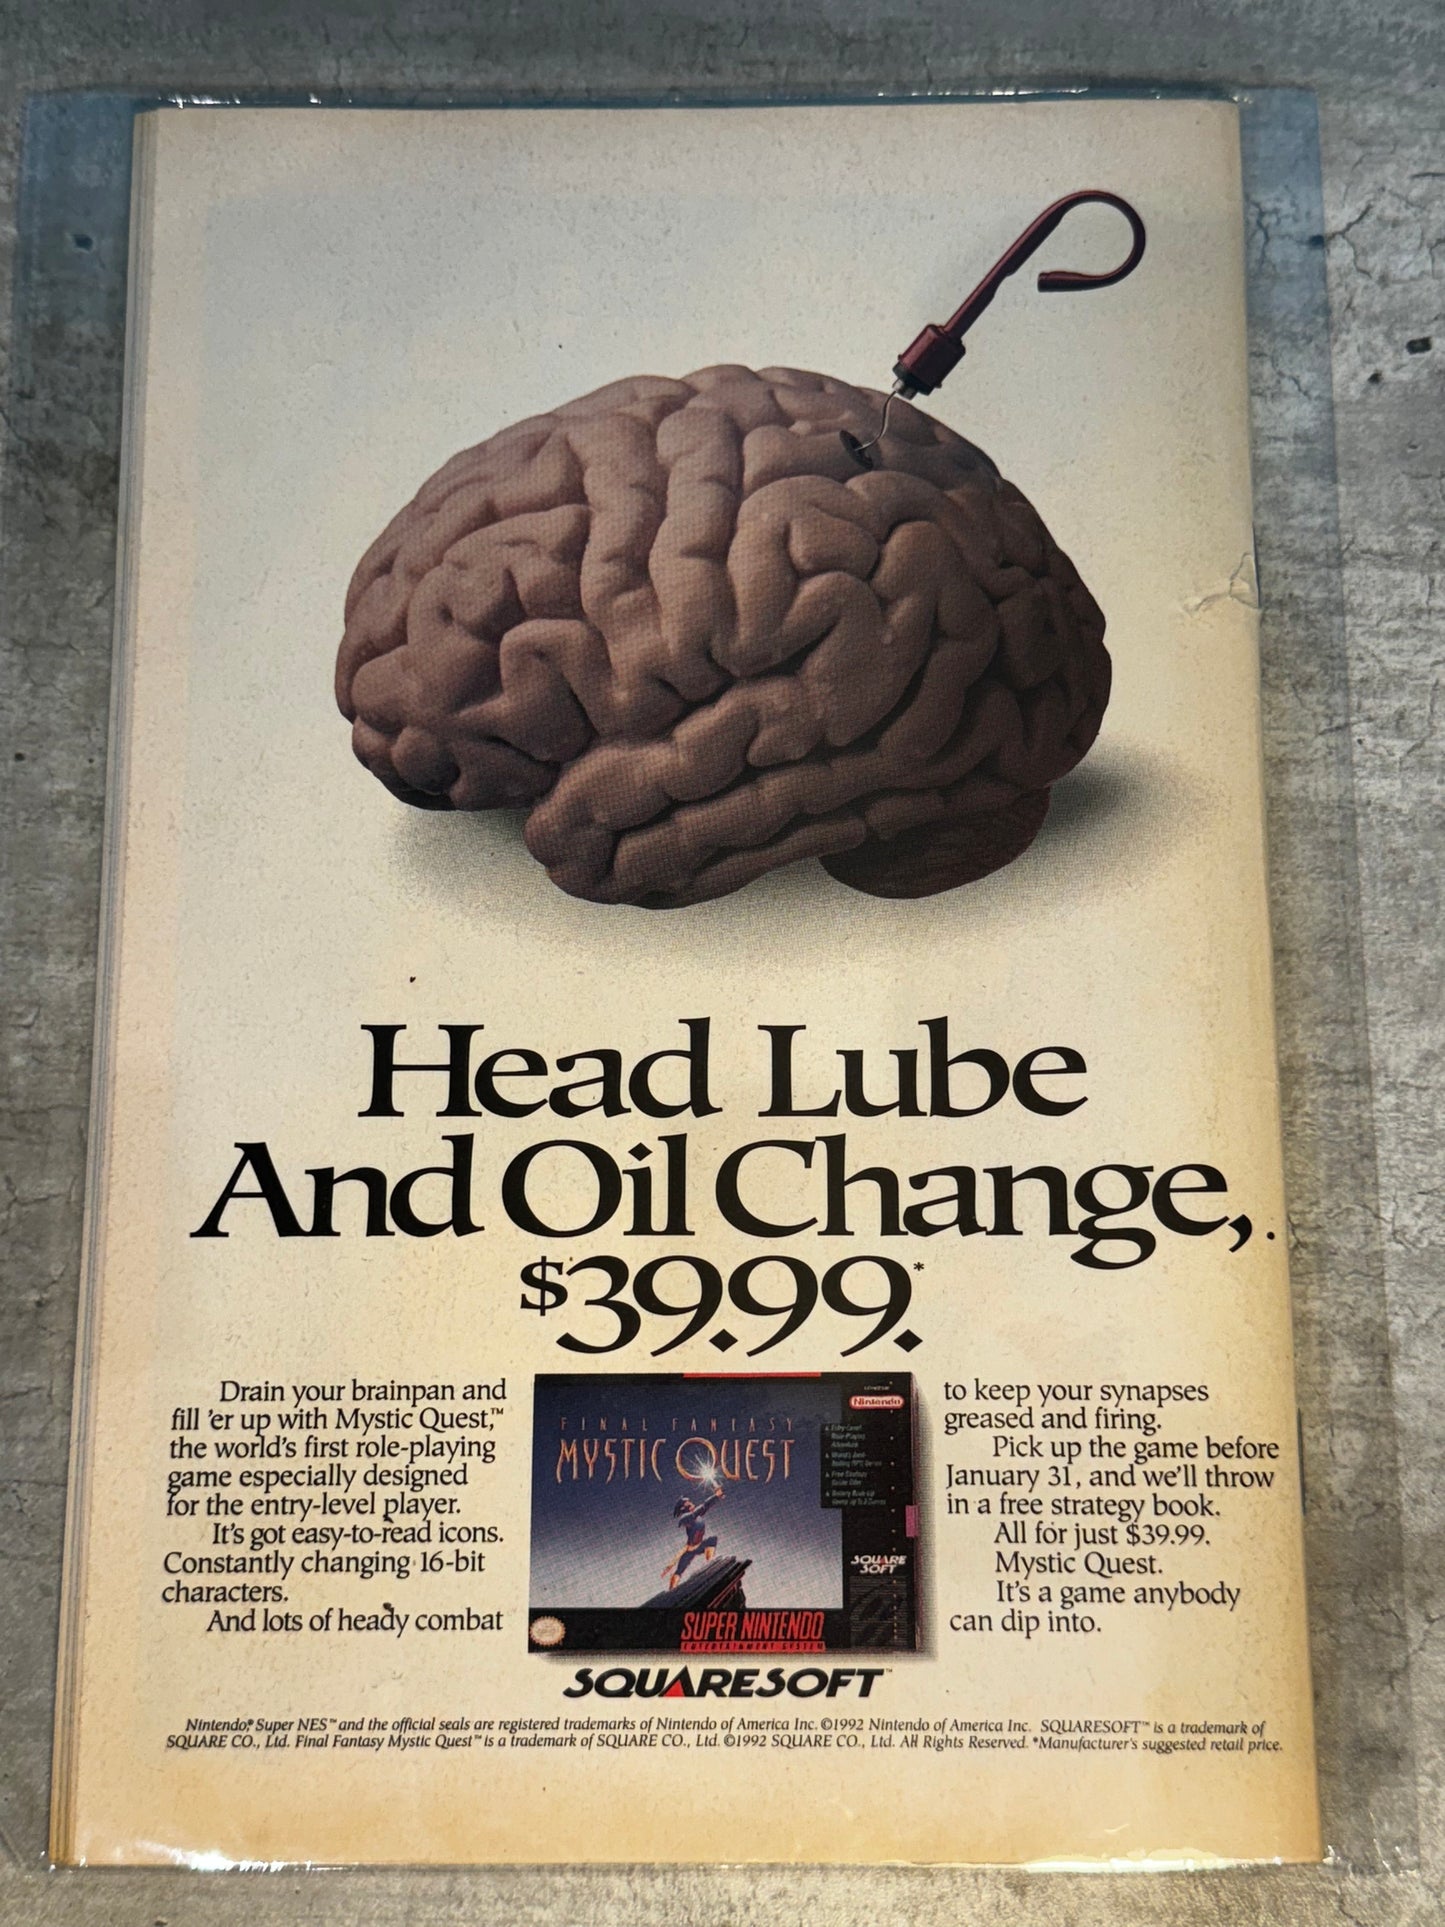 Head Lube
And Oil Change,
$39.99.*
Drain your brainpan and
fill 'er up with Mystic Quest,™
the world's first role-playing
game especially designed
for the entry-level player.
It's got easy-to-read icons.
Constantly changing 16-bit
characters.
And lots of heady combat
to keep your synapses
greased and firing.
Pick up the game before
January 31, and we'll throw
in a free strategy book.
All for just $39.99.
Mystic Quest.
It's a game anybody
can dip into.
Nintendo
FINAL FANTASY
MYSTIC QUEST
Entry-Level
Role-Playing
Adventure
SQUARE
SOFT
SUPER NINTENDO
ENTERTAINMENT SYSTEM
SQUARESOFT™
Nintendo,® Super NES™ and the official seals are registered trademarks of Nintendo of America Inc. ©1992 Nintendo of America Inc. SQUARESOFT™ is a trademark of
SQUARE CO., Ltd. Final Fantasy Mystic Quest™ is a trademark of SQUARE CO., Ltd. ©1992 SQUARE CO., Ltd. All Rights Reserved. *Manufacturer's suggested retail price.